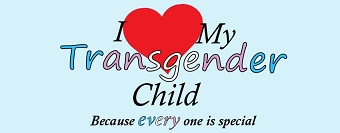 I My
Transgender
Child
Because every one is special